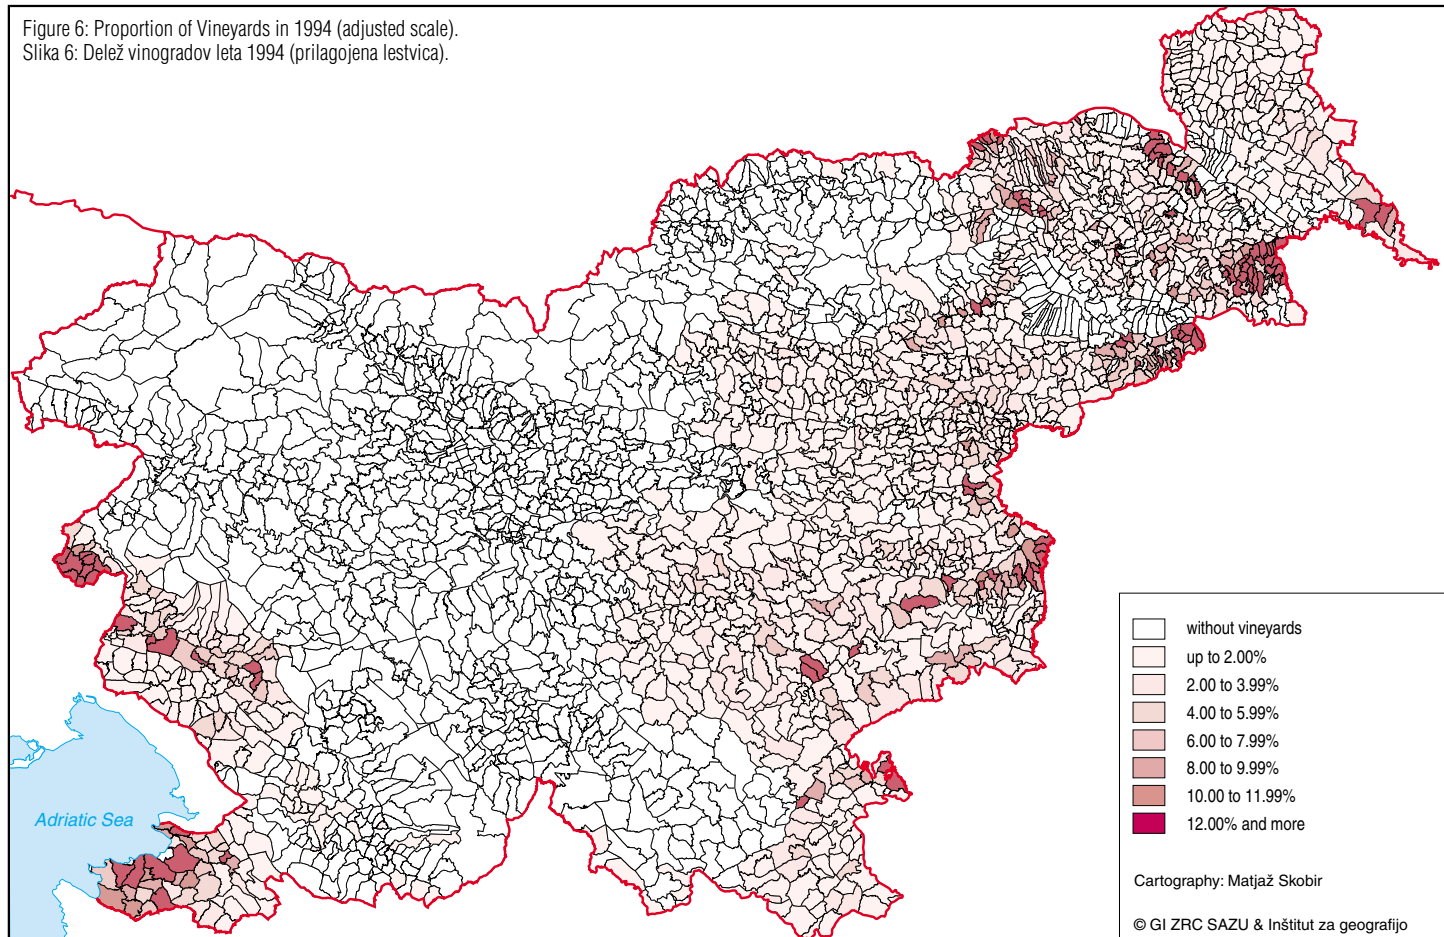 Figure 6: Proportion of Vineyards in 1994 (adjusted scale).
Slika 6: Delež vinogradov leta 1994 (prilagojena lestvica).
Adriatic Sea
without vineyards
up to 2.00%
2.00 to 3.99%
4.00 to 5.99%
6.00 to 7.99%
8.00 to 9.99%
10.00 to 11.99%
12.00% and more
Cartography: Matjaž Skobir
© GI ZRC SAZU & Inštitut za geografijo